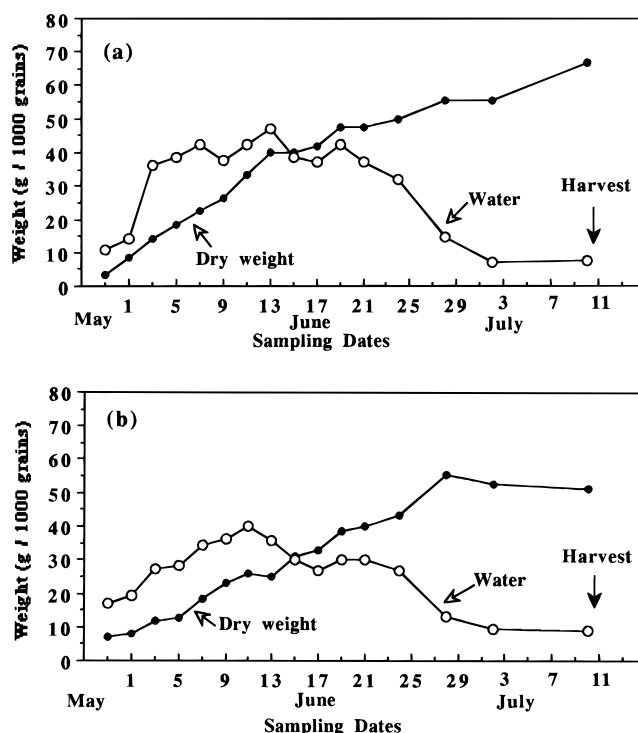 80
(a)
70
60
50
40
30
20
10
0
Weight (g / 1000 grains)
Water
Harvest
Dry weight
1 5 9 13 17 21 25 29 3 7 11
May June July
Sampling Dates
80
(b)
70
60
50
40
30
20
10
0
Weight (g / 1000 grains)
Water
Harvest
Dry weight
1 5 9 13 17 21 25 29 3 7 11
May June July
Sampling Dates